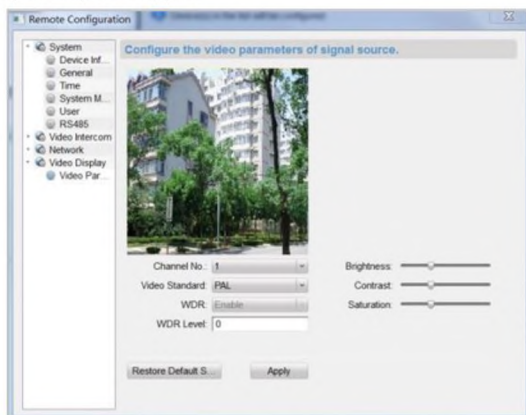 Remote Configuration
System
Device Inf...
General
Time
System M...
User
RS485
Video Intercom
Network
Video Display
Video Par...
Configure the video parameters of signal source.
Channel No.: 1
Video Standard: PAL
WDR: Enable
WDR Level: 0
Brightness:
Contrast:
Saturation:
Restore Default S...
Apply